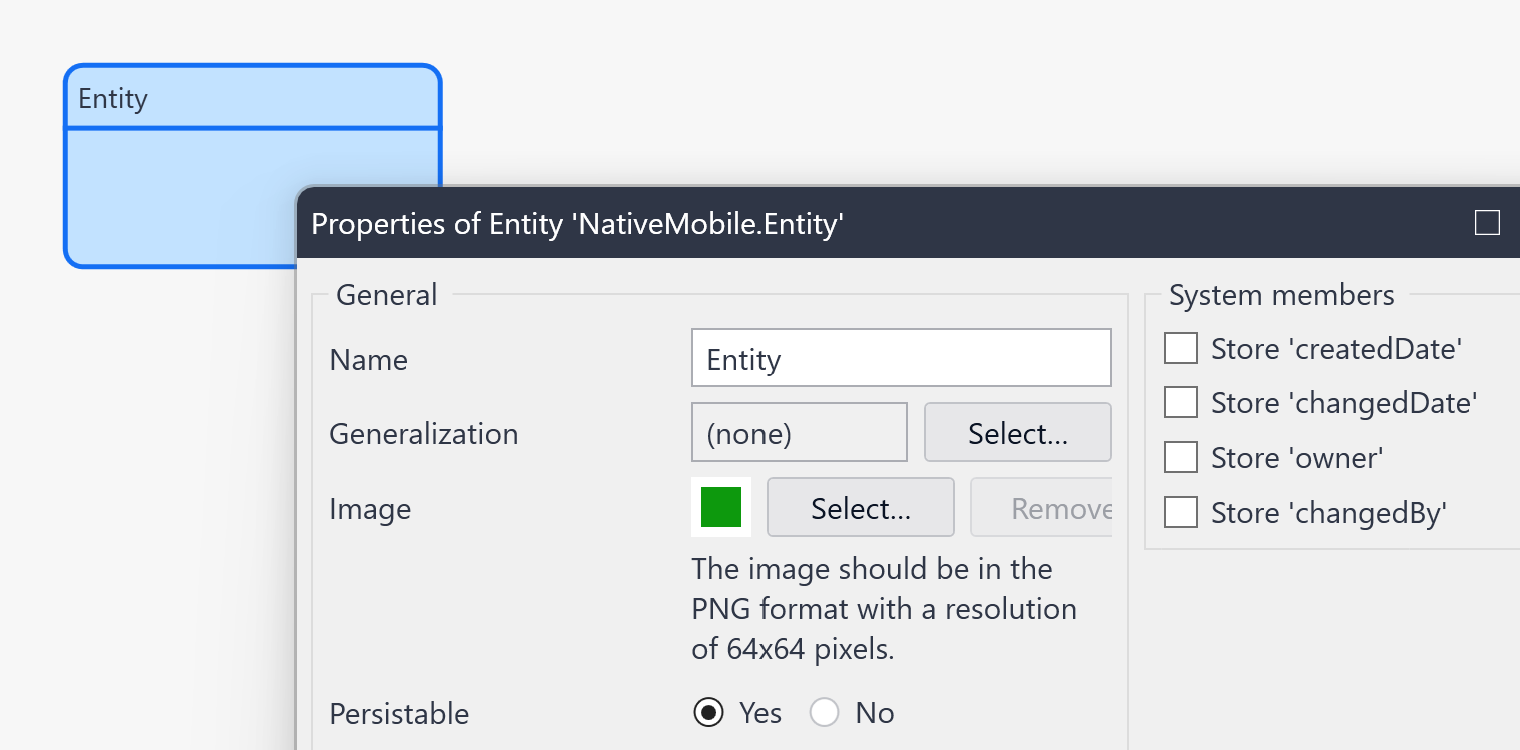 Entity
Properties of Entity 'NativeMobile.Entity'
General
Name
Entity
Generalization
(none)
Select...
Image
Select...
Remove
The image should be in the
PNG format with a resolution
of 64x64 pixels.
Persistable
Yes
No
System members
Store 'createdDate'
Store 'changedDate'
Store 'owner'
Store 'changedBy'